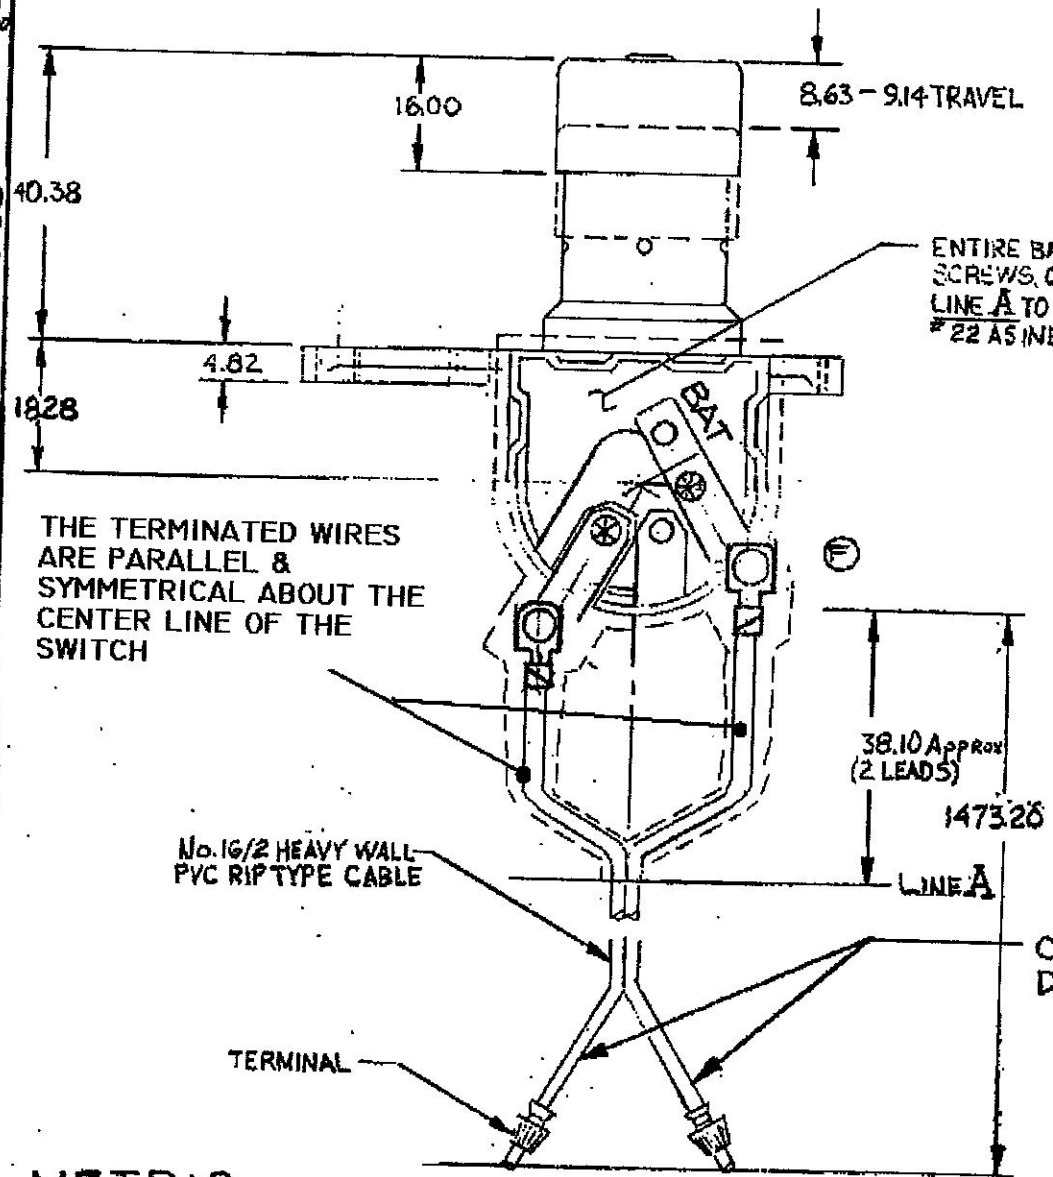 16.00
8.63 - 9.14 TRAVEL
40.38
ENTIRE BA
SCREWS, C
LINE A TO
#22 AS IND
4.82
18.28
BAT
THE TERMINATED WIRES
ARE PARALLEL &
SYMMETRICAL ABOUT THE
CENTER LINE OF THE
SWITCH
F
38.10 Approx
(2 LEADS)
1473.20
No. 16/2 HEAVY WALL
PVC RIP TYPE CABLE
LINE A
C
D
TERMINAL
METRIC